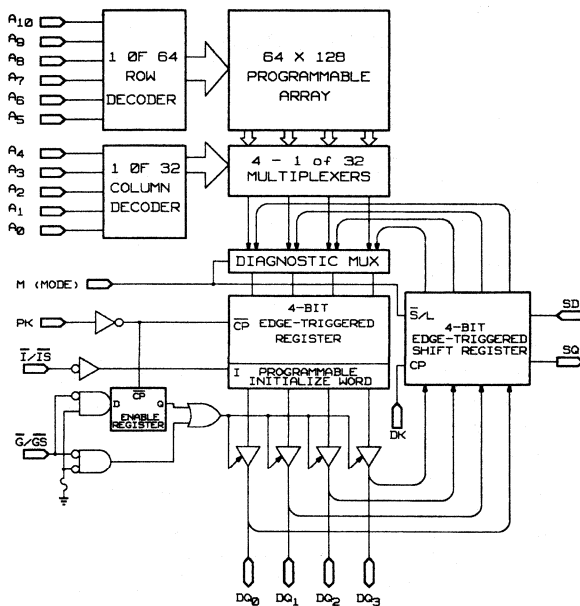 A10
A9
A8
A7
A6
A5
1 OF 64
ROW
DECODER
64 X 128
PROGRAMMABLE
ARRAY
A4
A3
A2
A1
A0
1 OF 32
COLUMN
DECODER
4 - 1 of 32
MULTIPLEXERS
DIAGNOSTIC MUX
M (MODE)
PK
CP
4-BIT
EDGE-TRIGGERED
REGISTER
S/L
4-BIT
EDGE-TRIGGERED
SHIFT REGISTER
CP
SD
SQ
I/IS
I
PROGRAMMABLE
INITIALIZE WORD
DK
CP
D
Q
ENABLE
REGISTER
G/GS
DQ0
DQ1
DQ2
DQ3